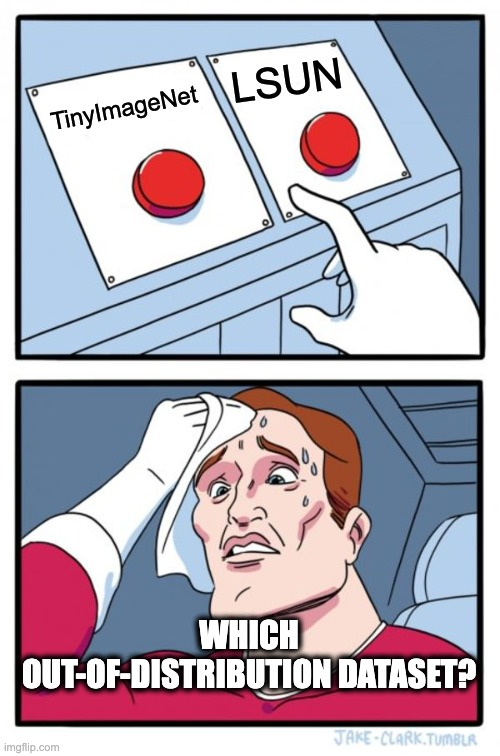 TinyImageNet
LSUN
WHICH
OUT-OF-DISTRIBUTION DATASET?
JAKE-CLARK.TUMBLR
imgflip.com